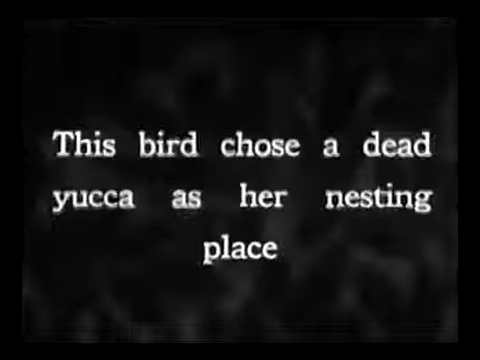 This bird chose a dead
yucca as her nesting
place